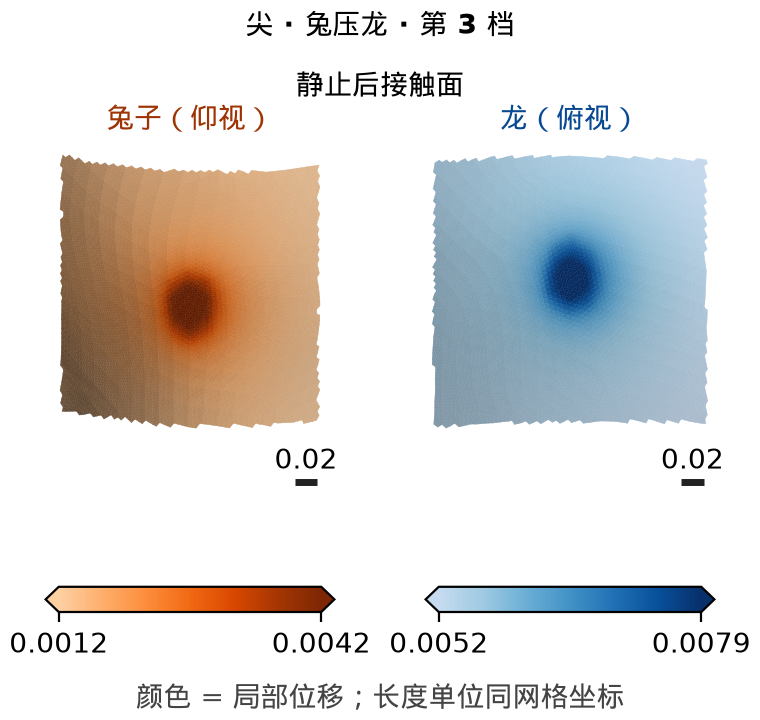 尖 · 兔压龙 · 第 3 档
静止后接触面
兔子（仰视）
龙（俯视）
0.02
0.02
0.0012
0.0042
0.0052
0.0079
颜色 = 局部位移；长度单位同网格坐标